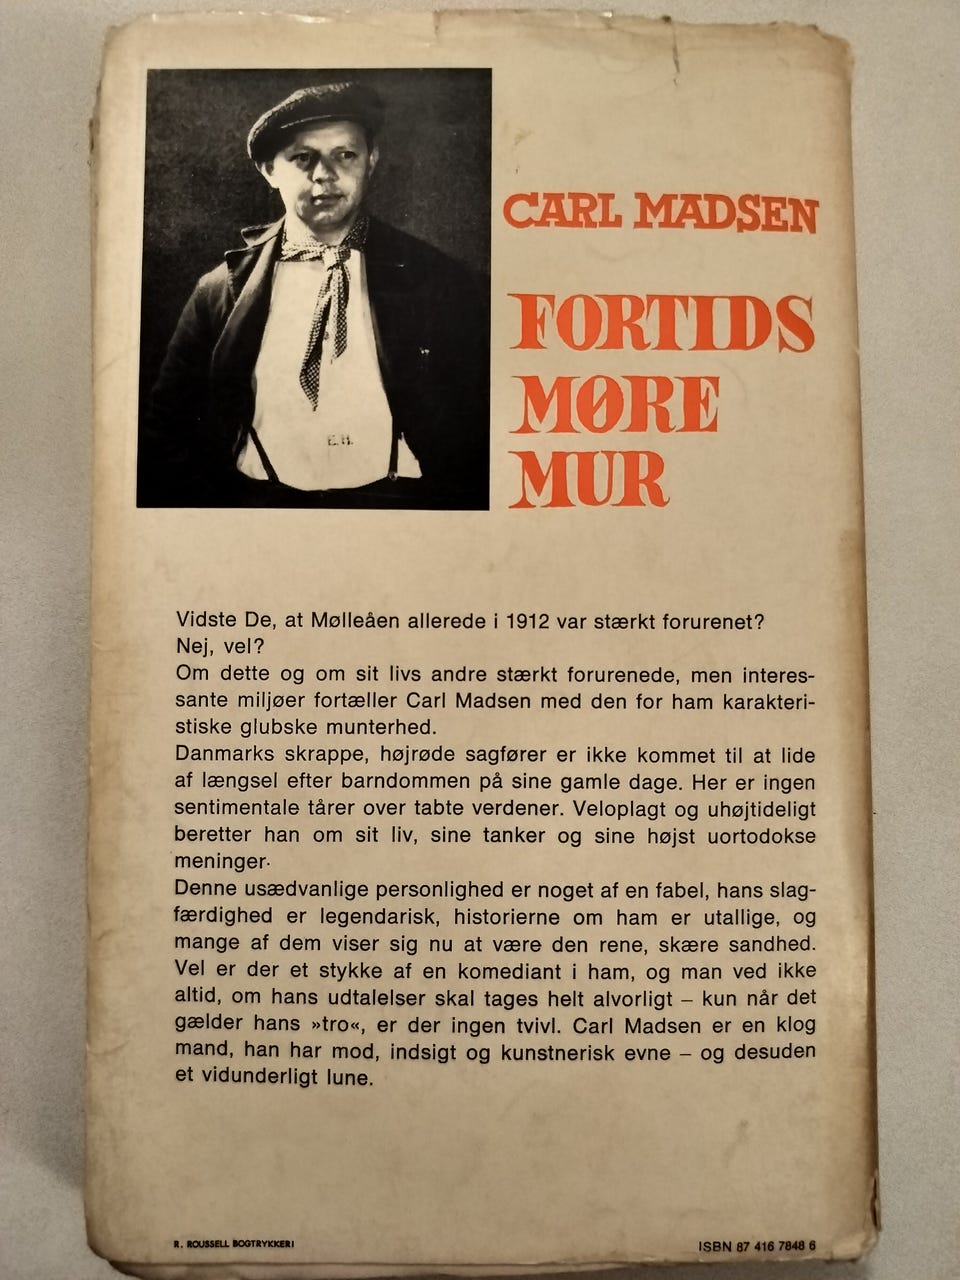 CARL MADSEN
FORTIDS
MØRE
MUR
E.H.
Vidste De, at Mølleåen allerede i 1912 var stærkt forurenet?
Nej, vel?
Om dette og om sit livs andre stærkt forurenede, men interes-
sante miljøer fortæller Carl Madsen med den for ham karakteri-
stiske glubske munterhed.
Danmarks skrappe, højrøde sagfører er ikke kommet til at lide
af længsel efter barndommen på sine gamle dage. Her er ingen
sentimentale tårer over tabte verdener. Veloplagt og uhøjtideligt
beretter han om sit liv, sine tanker og sine højst uortodokse
meninger.
Denne usædvanlige personlighed er noget af en fabel, hans slag-
færdighed er legendarisk, historierne om ham er utallige, og
mange af dem viser sig nu at være den rene, skære sandhed.
Vel er der et stykke af en komediant i ham, og man ved ikke
altid, om hans udtalelser skal tages helt alvorligt – kun når det
gælder hans »tro«, er der ingen tvivl. Carl Madsen er en klog
mand, han har mod, indsigt og kunstnerisk evne – og desuden
et vidunderligt lune.
R. ROUSSELL BOGTRYKKERI
ISBN 87 416 7848 6